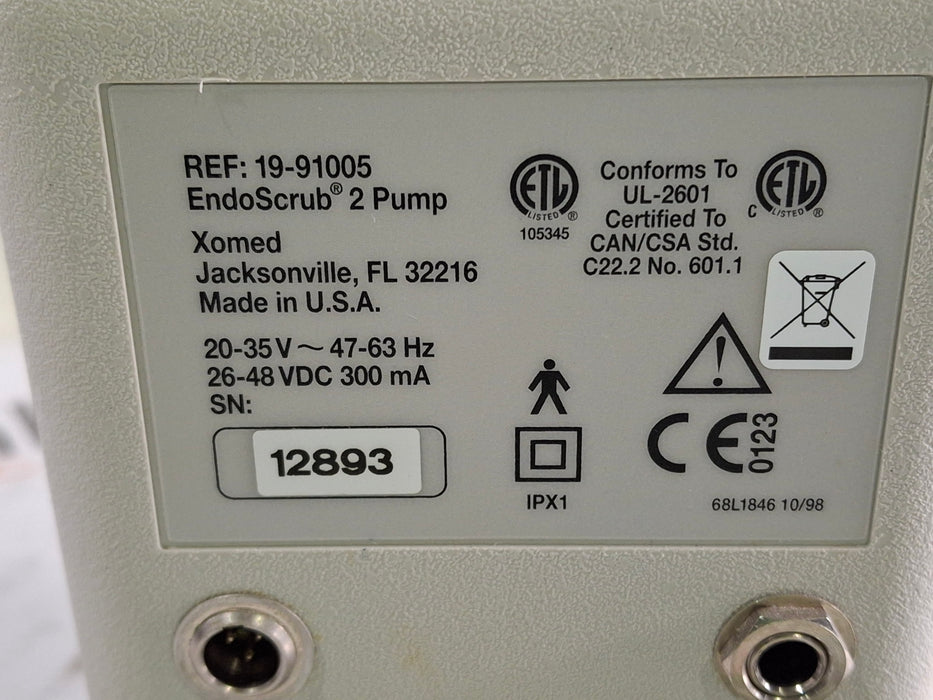 REF: 19-91005
EndoScrub® 2 Pump
Xomed
Jacksonville, FL 32216
Made in U.S.A.
20-35 V ~ 47-63 Hz
26-48 VDC 300 mA
SN:
12893
ETL
LISTED ®
105345
Conforms To
UL-2601
Certified To
CAN/CSA Std.
C22.2 No. 601.1
C ETL
LISTED ®
IPX1
!
CE 0123
68L1846 10/98